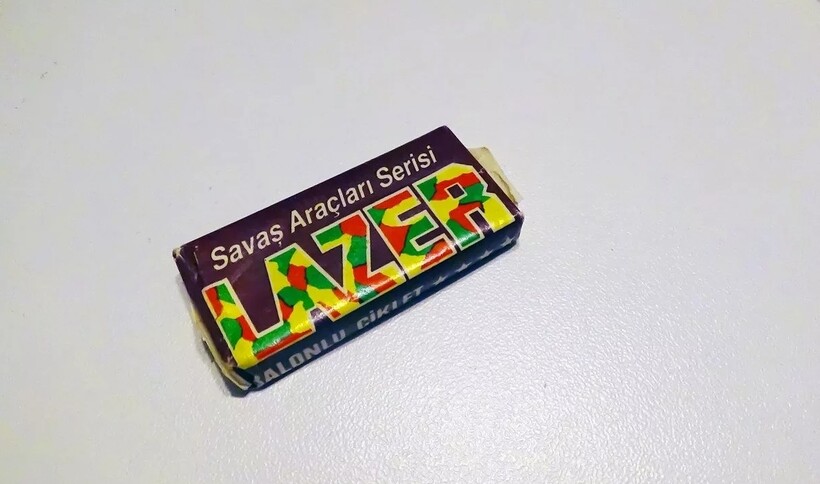 Savaş Araçları Serisi
LAZER
BALONLU ÇİKLET